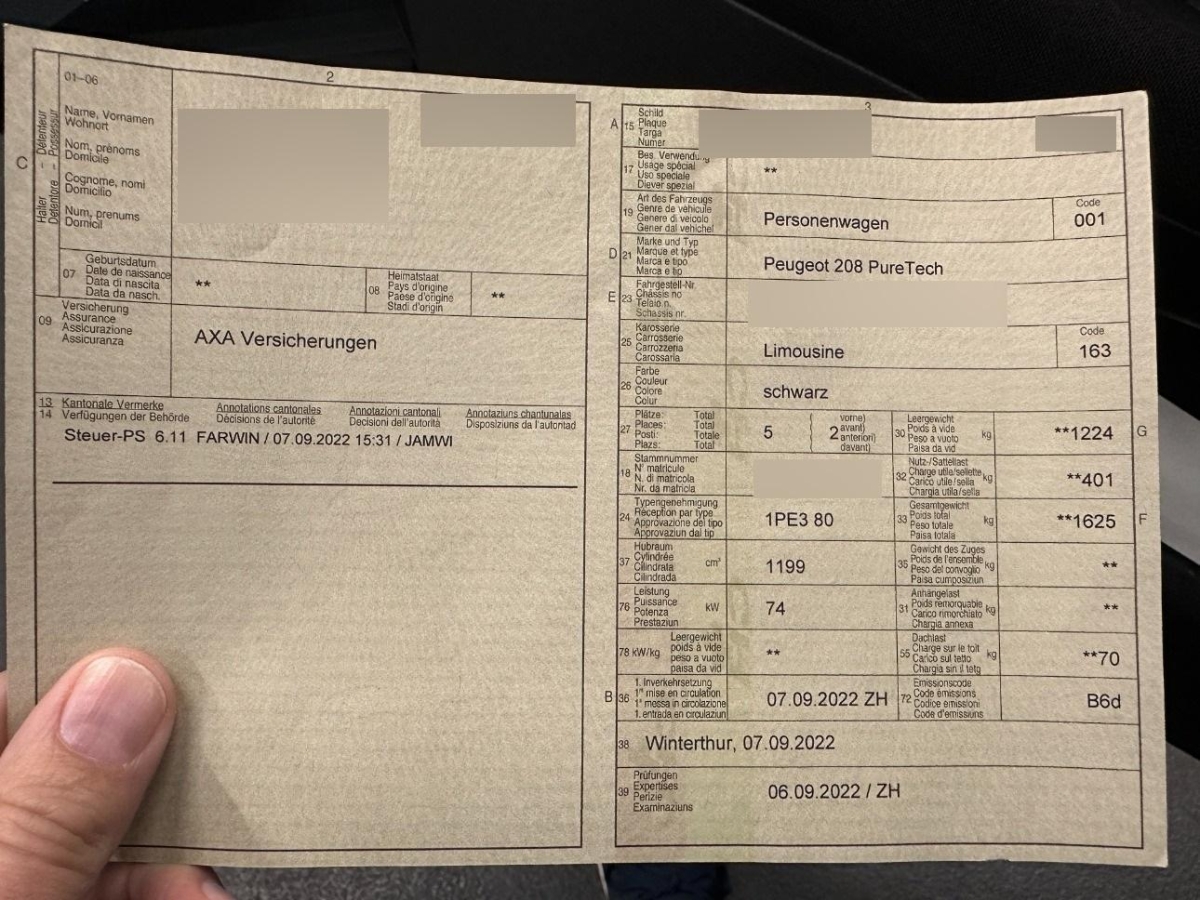 2
01-06
C
Halter – Détenteur
Detentore – Possessur
Name, Vornamen
Wohnort
Nom, prénoms
Domicile
Cognome, nomi
Domicilio
Num, prenums
Domicil
07
Geburtsdatum
Date de naissance
Data di nascita
Data da nasch.
**
08
Heimatstaat
Pays d'origine
Paese d'origine
Stadi d'origin
**
09
Versicherung
Assurance
Assicurazione
Assicuranza
AXA Versicherungen
13 Kantonale Vermerke Annotations cantonales Annotazioni cantonali Annotaziuns chantunalas
14 Verfügungen der Behörde Décisions de l'autorité Decisioni dell'autorità Disposiziuns da l'autoritad
Steuer-PS 6.11 FARWIN / 07.09.2022 15:31 / JAMWI
3
A
15
Schild
Plaque
Targa
Numer
17
Bes. Verwendung
Usage spécial
Uso speciale
Diever spezial
**
19
Art des Fahrzeugs
Genre de véhicule
Genere di veicolo
Gener dal vehichel
Personenwagen
Code
001
D
21
Marke und Typ
Marque et type
Marca e tipo
Marca e tip
Peugeot 208 PureTech
E
23
Fahrgestell-Nr.
Châssis no
Telaio n.
Schassis nr.
25
Karosserie
Carrosserie
Carrozzeria
Carossaria
Limousine
Code
163
26
Farbe
Couleur
Colore
Colur
schwarz
27
Plätze: Total
Places: Total
Posti: Totale
Plazs: Total
5
2
vorne)
avant)
anteriori)
davant)
30
Leergewicht
Poids à vide
Peso a vuoto
Paisa da vid
kg
**1224
G
18
Stammnummer
N° matricule
N. di matricola
Nr. da matricla
32
Nutz-/Sattellast
Charge utile/sellette
Carico utile/sella
Chargia utila/sella
kg
**401
24
Typengenehmigung
Réception par type
Approvazione del tipo
Approvaziun dal tip
1PE3 80
33
Gesamtgewicht
Poids total
Peso totale
Paisa totala
kg
**1625
F
37
Hubraum
Cylindrée
Cilindrata
Cilindrada
cm³
1199
35
Gewicht des Zuges
Poids de l'ensemble
Peso del convoglio
Paisa cumposiziun
kg
**
76
Leistung
Puissance
Potenza
Prestaziun
kW
74
31
Anhängelast
Poids remorquable
Carico rimorchiato
Chargia annexa
kg
**
78 kW/kg
Leergewicht
poids à vide
peso a vuoto
paisa da vid
**
55
Dachlast
Charge sur le toit
Carico sul tetto
Chargia sin il tetg
kg
**70
B
36
1. Inverkehrsetzung
1re mise en circulation
1a messa in circolazione
1. entrada en circulaziun
07.09.2022 ZH
72
Emissionscode
Code émissions
Codice emissioni
Code d'emissiuns
B6d
38
Winterthur, 07.09.2022
39
Prüfungen
Expertises
Perizie
Examinaziuns
06.09.2022 / ZH